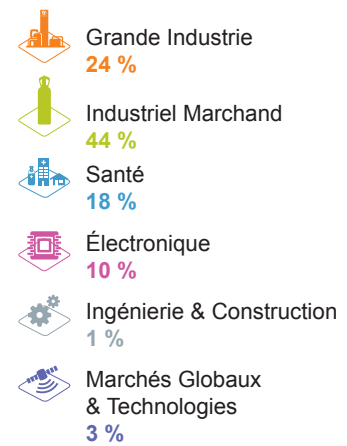 Grande Industrie
24 %
Industriel Marchand
44 %
Santé
18 %
Électronique
10 %
Ingénierie & Construction
1 %
Marchés Globaux
& Technologies
3 %